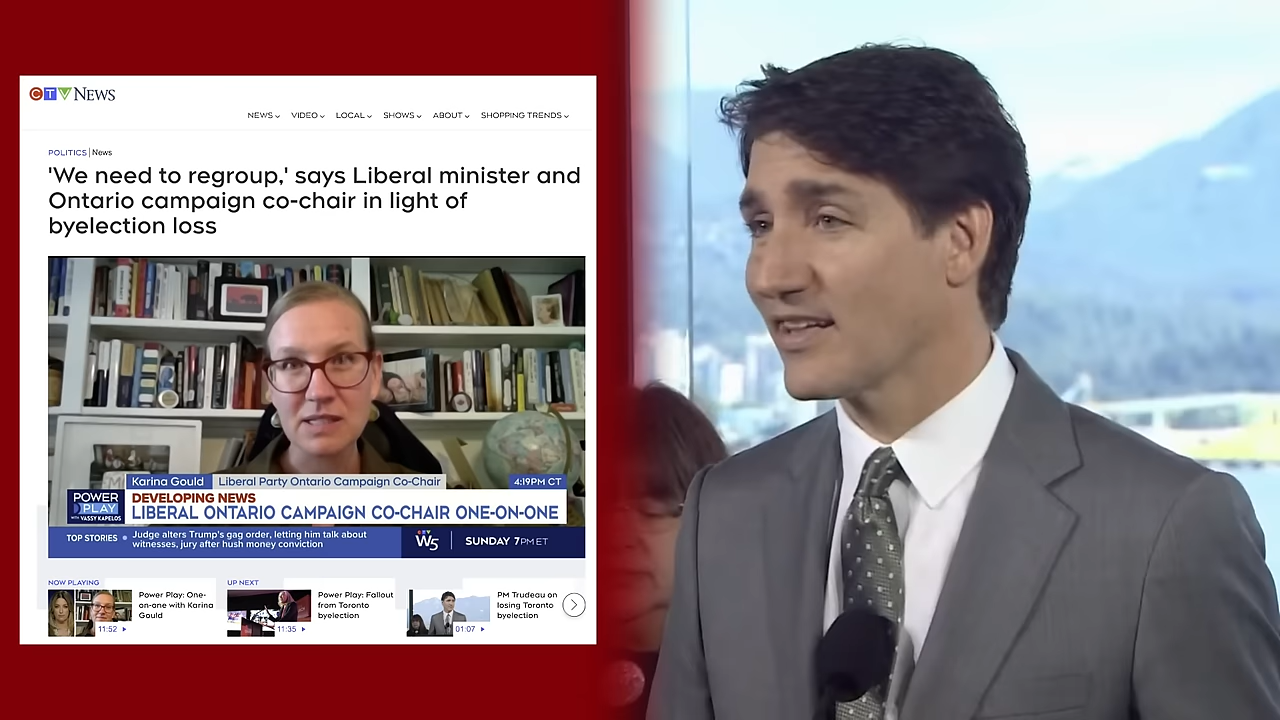 CTV NEWS
NEWS VIDEO LOCAL SHOWS ABOUT SHOPPING TRENDS
POLITICS | News
'We need to regroup,' says Liberal minister and
Ontario campaign co-chair in light of
byelection loss
Karina Gould Liberal Party Ontario Campaign Co-Chair 4:19PM CT
POWER PLAY WITH VASSY KAPELOS
DEVELOPING NEWS
LIBERAL ONTARIO CAMPAIGN CO-CHAIR ONE-ON-ONE
TOP STORIES • Judge alters Trump's gag order, letting him talk about
witnesses, jury after hush money conviction
CTV W5 SUNDAY 7PM ET
NOW PLAYING
Power Play: One-
on-one with Karina
Gould
11:52
UP NEXT
Power Play: Fallout
from Toronto
byelection
11:35
PM Trudeau on
losing Toronto
byelection
01:07